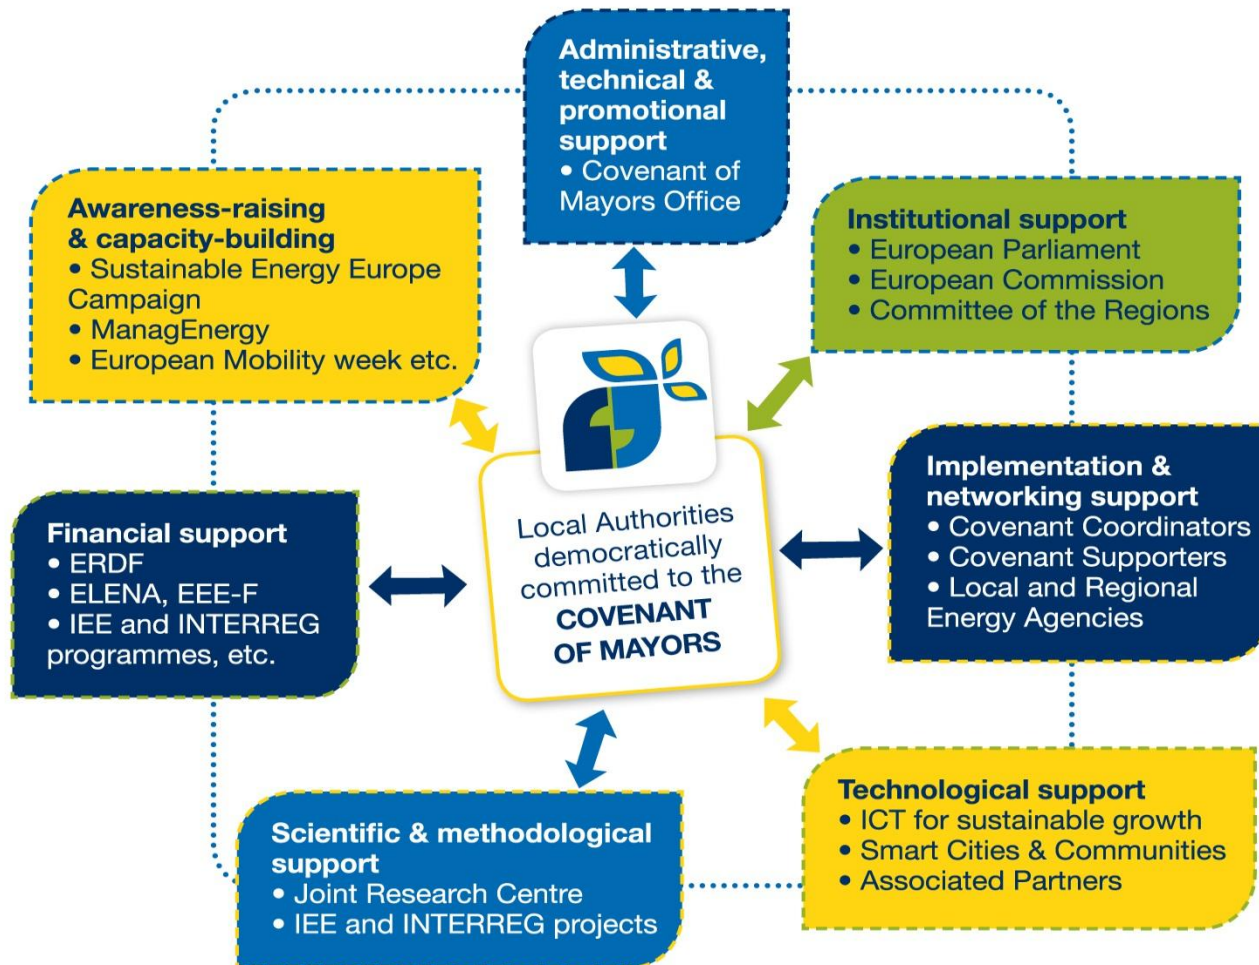 Administrative,
technical &
promotional
support
• Covenant of
Mayors Office
Awareness-raising
& capacity-building
• Sustainable Energy Europe
Campaign
• ManagEnergy
• European Mobility week etc.
Institutional support
• European Parliament
• European Commission
• Committee of the Regions
Financial support
• ERDF
• ELENA, EEE-F
• IEE and INTERREG
programmes, etc.
Local Authorities
democratically
committed to the
COVENANT
OF MAYORS
Implementation &
networking support
• Covenant Coordinators
• Covenant Supporters
• Local and Regional
Energy Agencies
Scientific & methodological
support
• Joint Research Centre
• IEE and INTERREG projects
Technological support
• ICT for sustainable growth
• Smart Cities & Communities
• Associated Partners